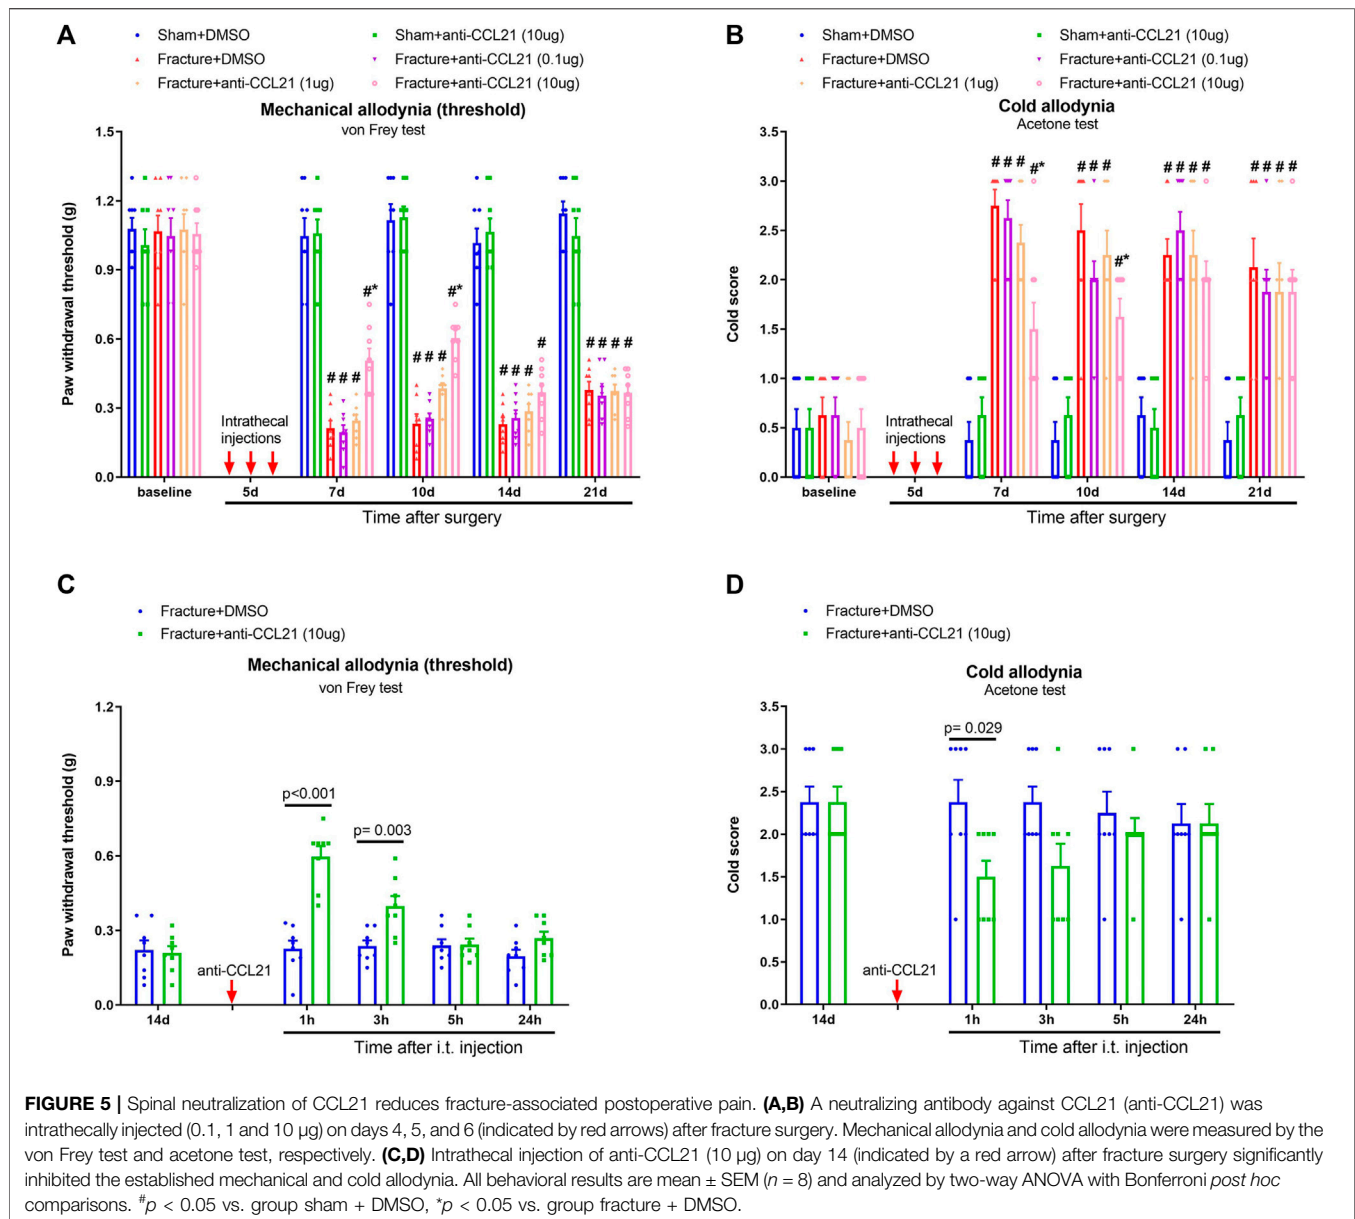 A
Sham+DMSO
Sham+anti-CCL21 (10ug)
Fracture+DMSO
Fracture+anti-CCL21 (0.1ug)
Fracture+anti-CCL21 (1ug)
Fracture+anti-CCL21 (10ug)
Mechanical allodynia (threshold)
von Frey test
Paw withdrawal threshold (g)
1.5
1.2
0.9
0.6
0.3
0.0
#*
#*
#
# # #
# # #
# # #
# # # #
Intrathecal
injections
baseline 5d 7d 10d 14d 21d
Time after surgery
B
Sham+DMSO
Sham+anti-CCL21 (10ug)
Fracture+DMSO
Fracture+anti-CCL21 (0.1ug)
Fracture+anti-CCL21 (1ug)
Fracture+anti-CCL21 (10ug)
Cold allodynia
Acetone test
Cold score
3.5
3.0
2.5
2.0
1.5
1.0
0.5
0.0
# # #
#*
# # #
#*
# # # #
# # # #
Intrathecal
injections
baseline 5d 7d 10d 14d 21d
Time after surgery
C
Fracture+DMSO
Fracture+anti-CCL21 (10ug)
Mechanical allodynia (threshold)
von Frey test
Paw withdrawal threshold (g)
1.2
0.9
0.6
0.3
0.0
p<0.001
p= 0.003
anti-CCL21
14d 1h 3h 5h 24h
Time after i.t. injection
D
Fracture+DMSO
Fracture+anti-CCL21 (10ug)
Cold allodynia
Acetone test
Cold score
3.5
3.0
2.5
2.0
1.5
1.0
0.5
0.0
p= 0.029
anti-CCL21
14d 1h 3h 5h 24h
Time after i.t. injection
FIGURE 5 | Spinal neutralization of CCL21 reduces fracture-associated postoperative pain. (A,B) A neutralizing antibody against CCL21 (anti-CCL21) was
intrathecally injected (0.1, 1 and 10 µg) on days 4, 5, and 6 (indicated by red arrows) after fracture surgery. Mechanical allodynia and cold allodynia were measured by the
von Frey test and acetone test, respectively. (C,D) Intrathecal injection of anti-CCL21 (10 µg) on day 14 (indicated by a red arrow) after fracture surgery significantly
inhibited the established mechanical and cold allodynia. All behavioral results are mean ± SEM (n = 8) and analyzed by two-way ANOVA with Bonferroni post hoc
comparisons. #p < 0.05 vs. group sham + DMSO, *p < 0.05 vs. group fracture + DMSO.